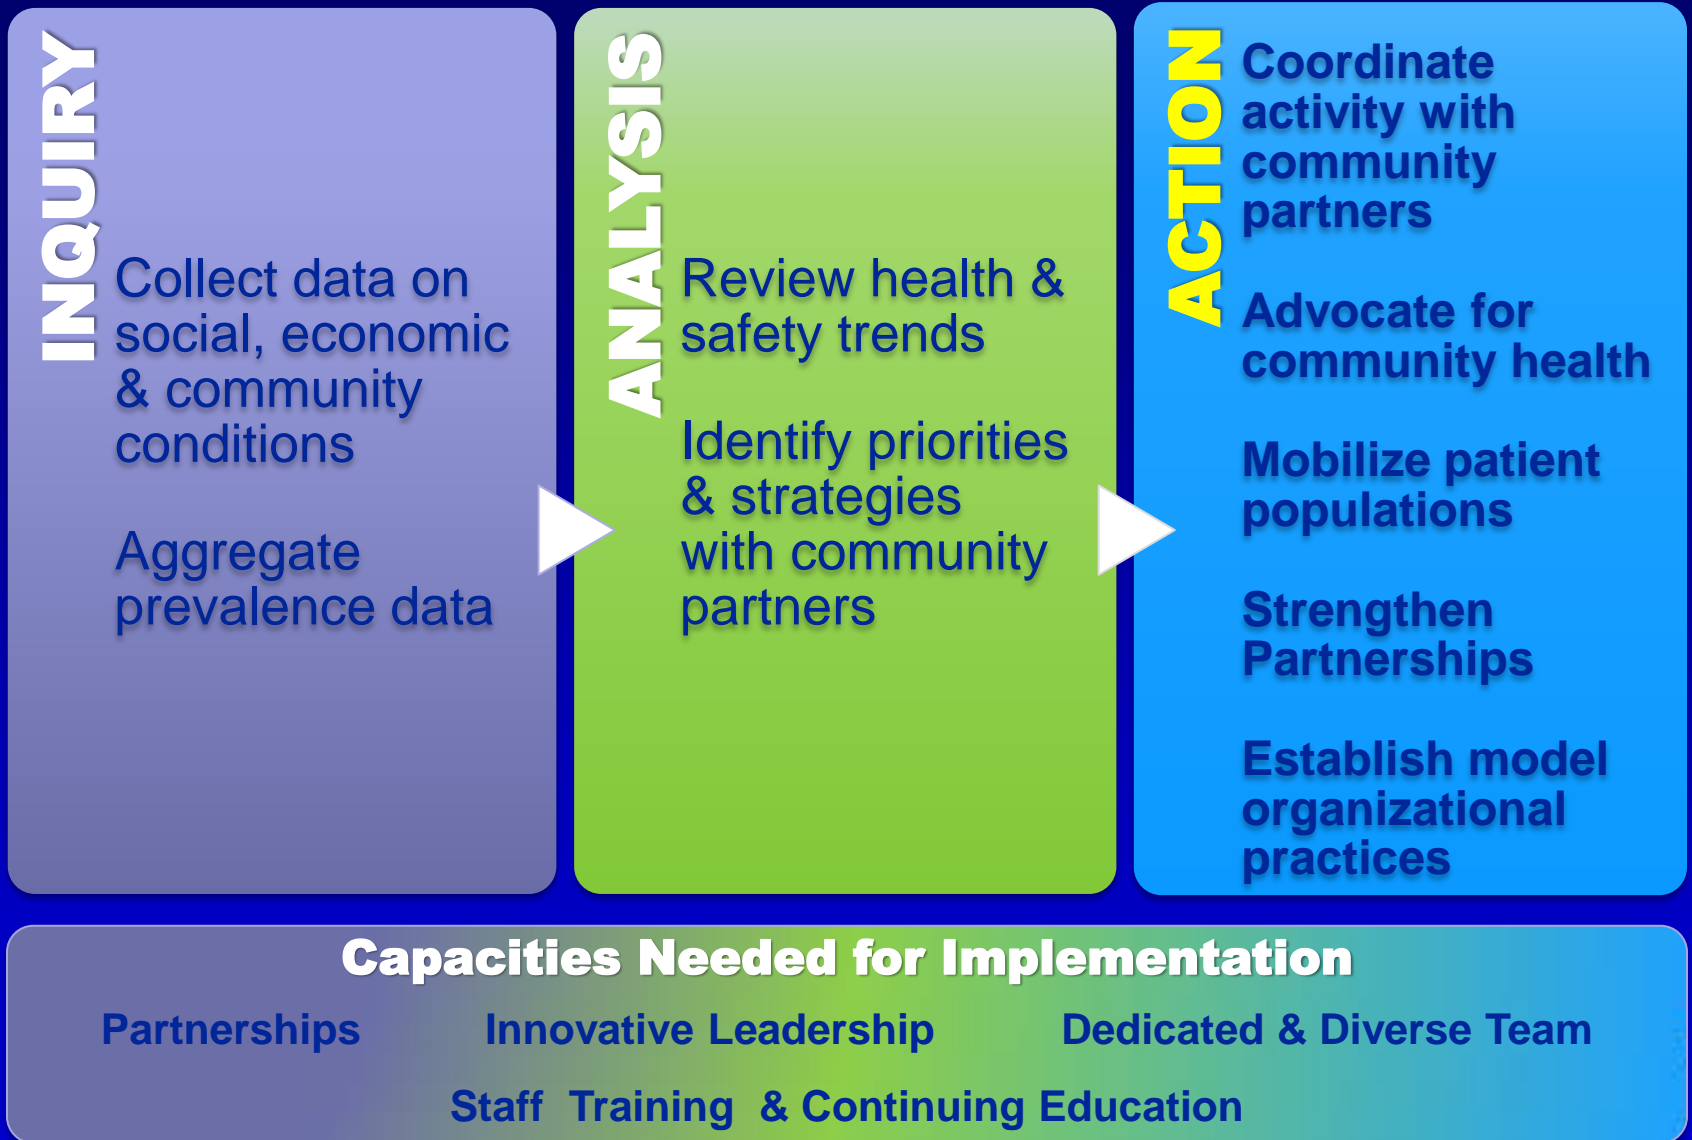 INQUIRY
Collect data on
social, economic
& community
conditions
Aggregate
prevalence data
ANALYSIS
Review health &
safety trends
Identify priorities
& strategies
with community
partners
ACTION
Coordinate
activity with
community
partners
Advocate for
community health
Mobilize patient
populations
Strengthen
Partnerships
Establish model
organizational
practices
Capacities Needed for Implementation
Partnerships Innovative Leadership Dedicated & Diverse Team
Staff Training & Continuing Education